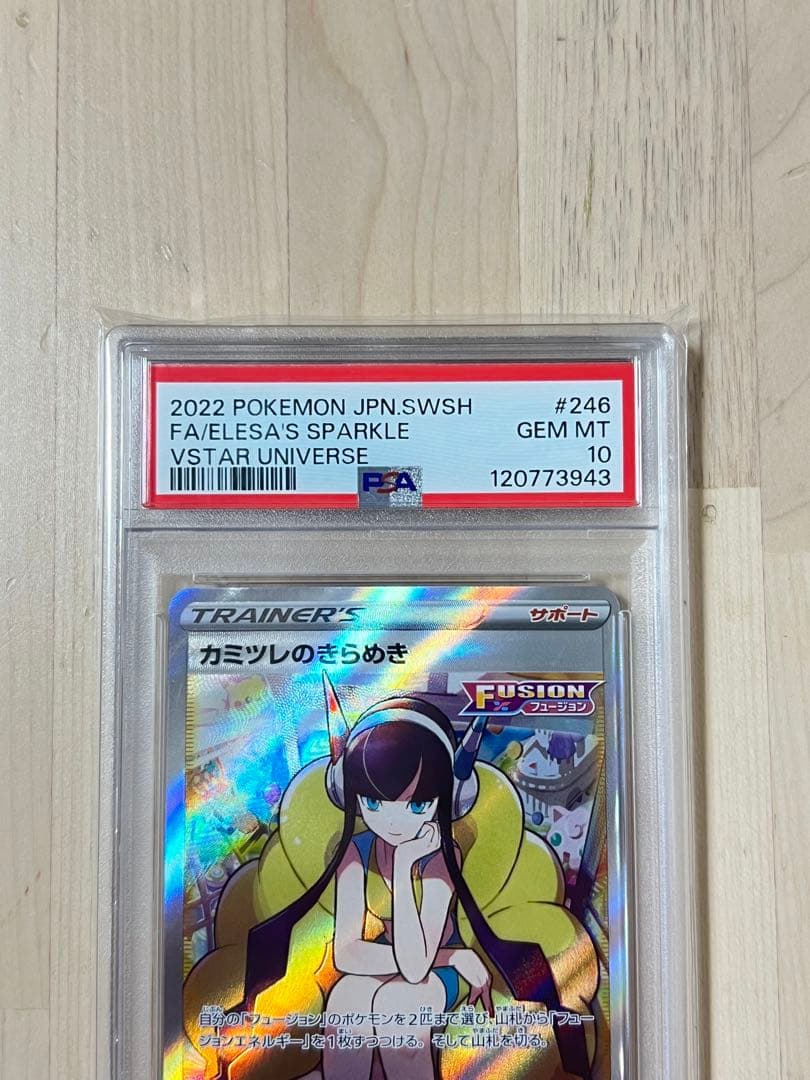 2022 POKEMON JPN.SWSH #246
FA/ELESA'S SPARKLE GEM MT
VSTAR UNIVERSE 10
PSA 120773943
TRAINER'S サポート
カミツレのきらめき
FUSION
フュージョン
自分の「フュージョン」のポケモンを2匹まで選び、山札から「フュー
ジョンエネルギー」を1枚ずつつける。そして山札を切る。